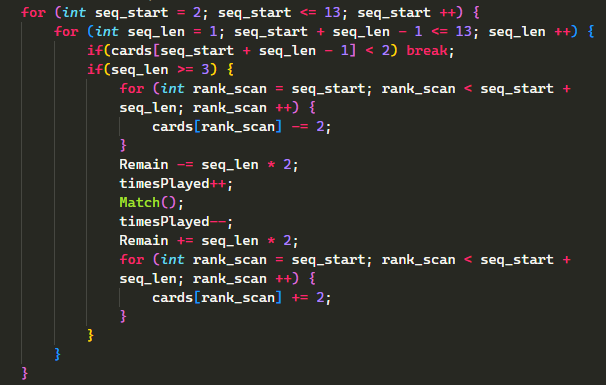 for (int seq_start = 2; seq_start <= 13; seq_start ++) {
    for (int seq_len = 1; seq_start + seq_len - 1 <= 13; seq_len ++) {
        if(cards[seq_start + seq_len - 1] < 2) break;
        if(seq_len >= 3) {
            for (int rank_scan = seq_start; rank_scan < seq_start +
            seq_len; rank_scan ++) {
                cards[rank_scan] -= 2;
            }
            Remain -= seq_len * 2;
            timesPlayed++;
            Match();
            timesPlayed--;
            Remain += seq_len * 2;
            for (int rank_scan = seq_start; rank_scan < seq_start +
            seq_len; rank_scan ++) {
                cards[rank_scan] += 2;
            }
        }
    }
}